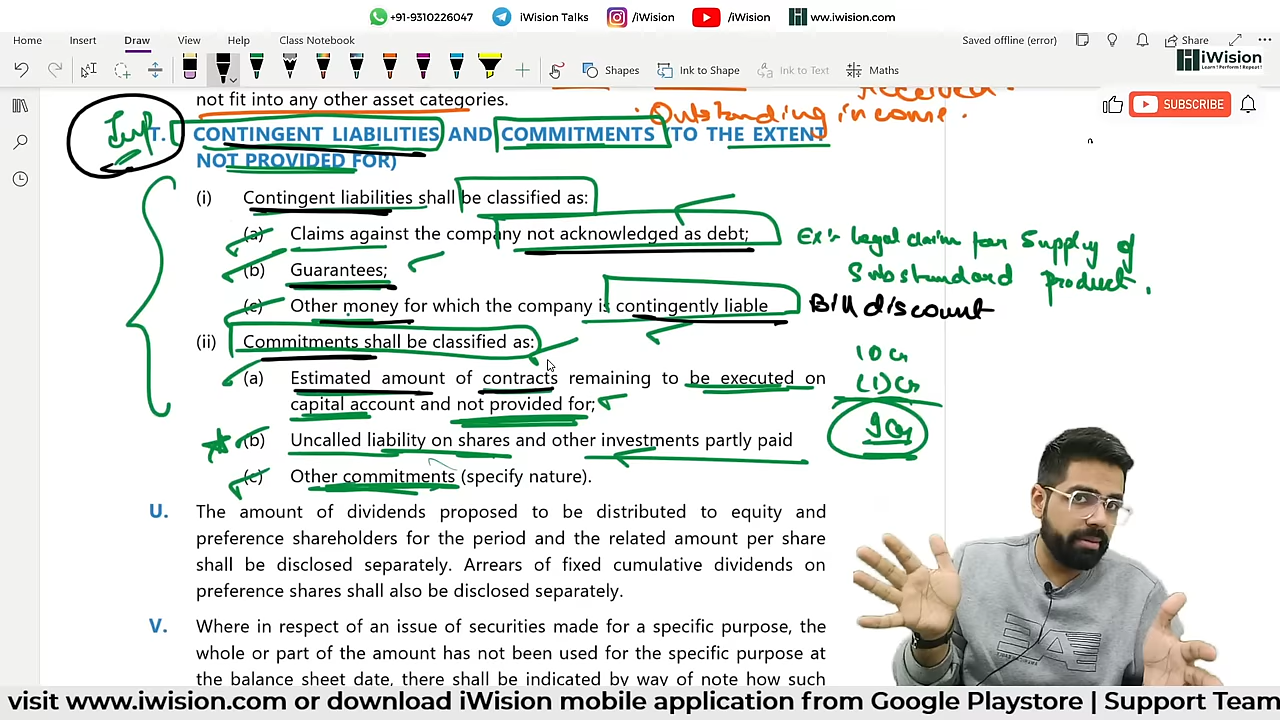 +91-9310226047 iWision Talks /iWision /iWision ww.iwision.com
Home Insert Draw View Help Class Notebook Saved offline (error) Share
Shapes Ink to Shape Ink to Text Maths
iWision
Learn ! Perform ! Repeat !
SUBSCRIBE
not fit into any other asset categories.
Received.
Outstanding income.
Imp
T. CONTINGENT LIABILITIES AND COMMITMENTS (TO THE EXTENT
NOT PROVIDED FOR)
(i) Contingent liabilities shall be classified as:
(a) Claims against the company not acknowledged as debt;
Ex:- legal claim for supply of
substandard product.
(b) Guarantees;
(c) Other money for which the company is contingently liable
Bill discount
(ii) Commitments shall be classified as:
10 Cr
(1) Cr
9 Cr
(a) Estimated amount of contracts remaining to be executed on
capital account and not provided for;
(b) Uncalled liability on shares and other investments partly paid
(c) Other commitments (specify nature).
U. The amount of dividends proposed to be distributed to equity and
preference shareholders for the period and the related amount per share
shall be disclosed separately. Arrears of fixed cumulative dividends on
preference shares shall also be disclosed separately.
V. Where in respect of an issue of securities made for a specific purpose, the
whole or part of the amount has not been used for the specific purpose at
the balance sheet date, there shall be indicated by way of note how such
visit www.iwision.com or download iWision mobile application from Google Playstore | Support Team